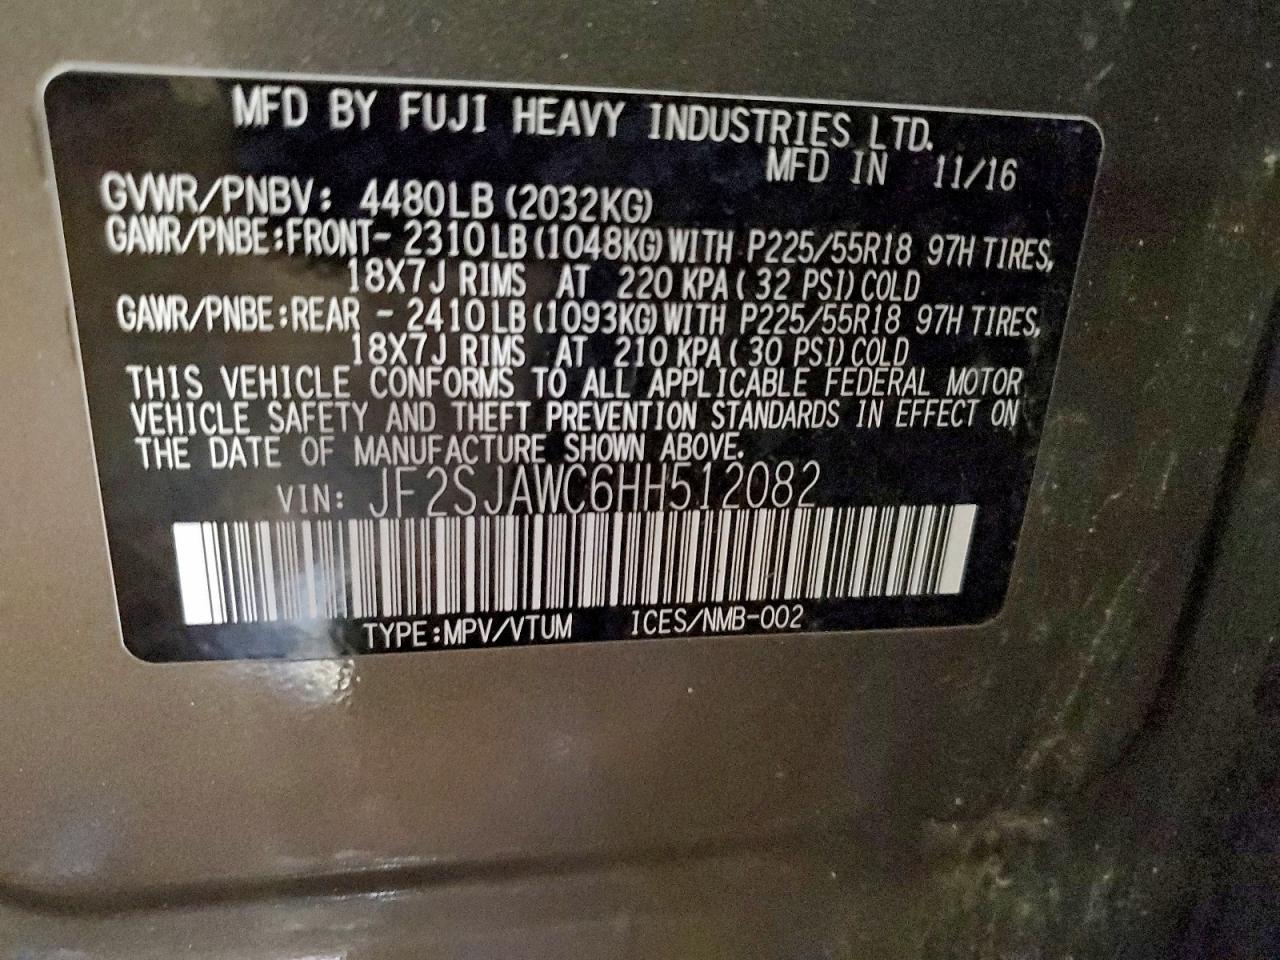 MFD BY FUJI HEAVY INDUSTRIES LTD.
MFD IN 11/16
GVWR/PNBV: 4480LB (2032KG)
GAWR/PNBE:FRONT- 2310LB(1048KG)WITH P225/55R18 97H TIRES,
18X7J RIMS AT 220 KPA( 32 PSI)COLD
GAWR/PNBE:REAR - 2410LB(1093KG)WITH P225/55R18 97H TIRES,
18X7J RIMS AT 210 KPA( 30 PSI)COLD
THIS VEHICLE CONFORMS TO ALL APPLICABLE FEDERAL MOTOR
VEHICLE SAFETY AND THEFT PREVENTION STANDARDS IN EFFECT ON
THE DATE OF MANUFACTURE SHOWN ABOVE.
VIN: JF2SJAWC6HH512082
TYPE:MPV/VTUM ICES/NMB-002